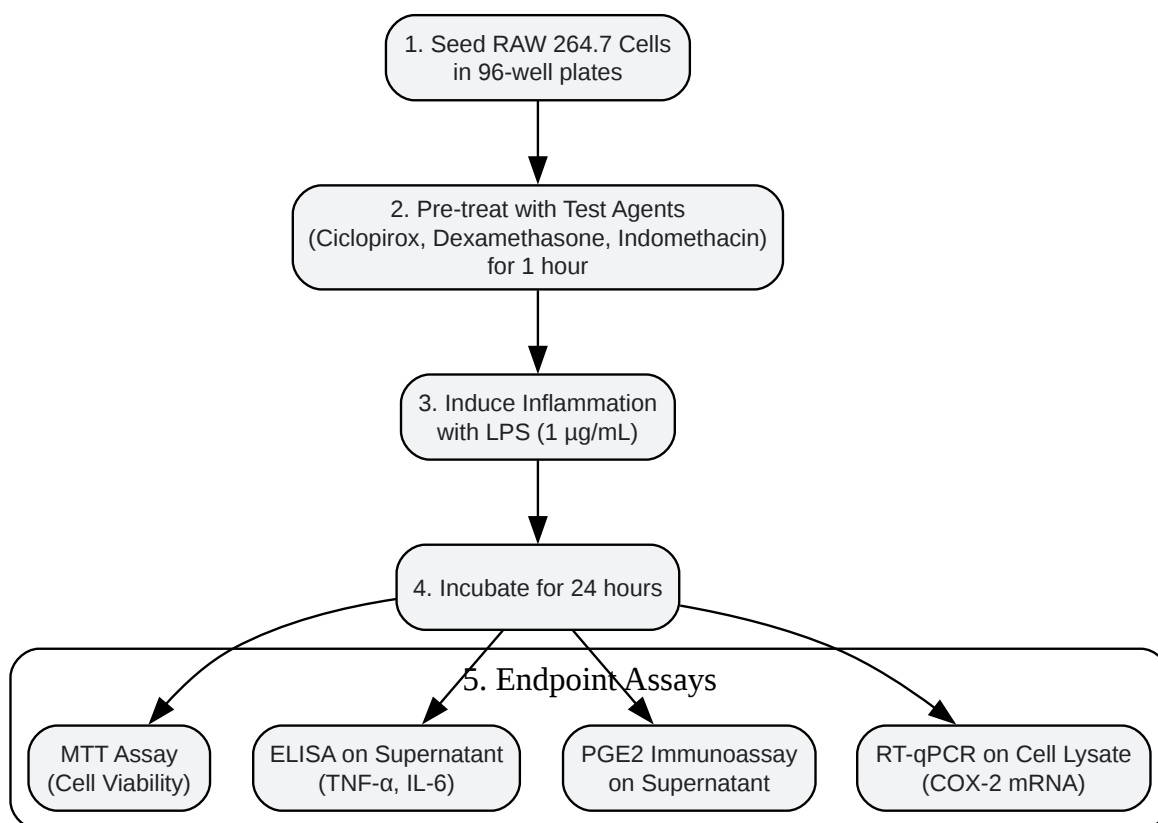 1. Seed RAW 264.7 Cells
in 96-well plates
2. Pre-treat with Test Agents
(Ciclopirox, Dexamethasone, Indomethacin)
for 1 hour
3. Induce Inflammation
with LPS (1 µg/mL)
4. Incubate for 24 hours
5. Endpoint Assays
MTT Assay
(Cell Viability)
ELISA on Supernatant
(TNF-α, IL-6)
PGE2 Immunoassay
on Supernatant
RT-qPCR on Cell Lysate
(COX-2 mRNA)